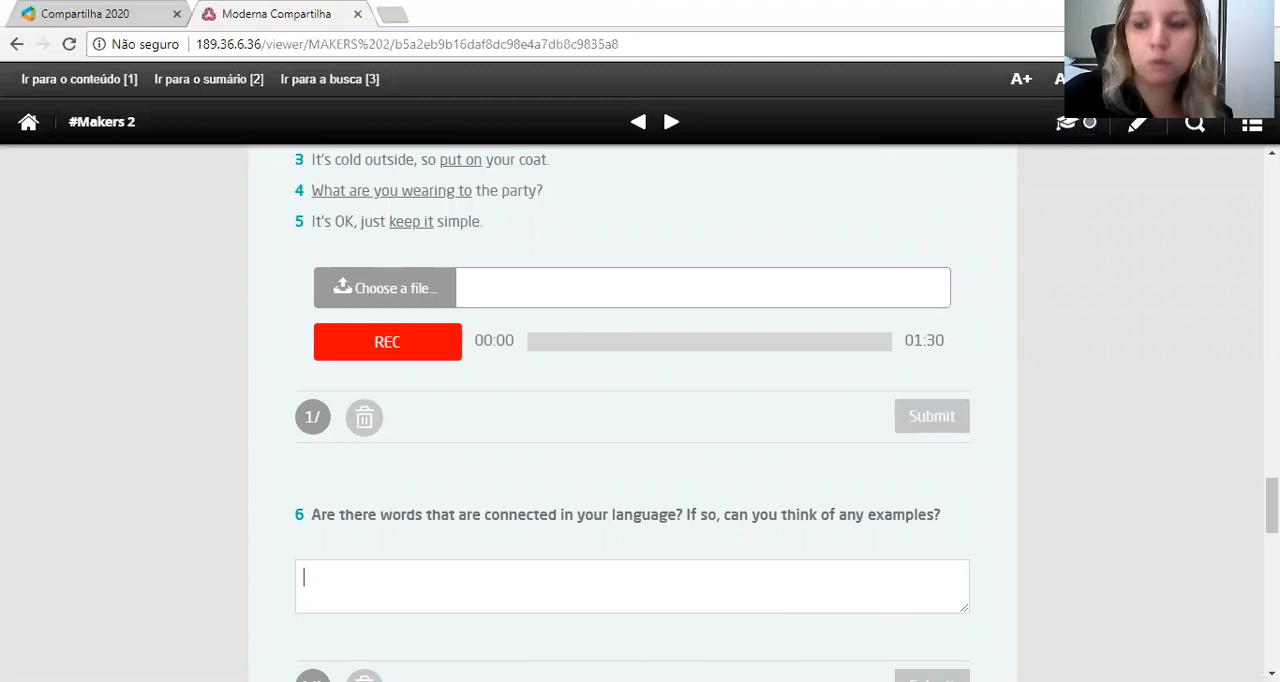 Compartilha 2020
Moderna Compartilha
Não seguro
189.36.6.36/viewer/MAKERS%202/b5a2eb9b16daf8dc98e4a7db8c9835a8
Ir para o conteúdo [1] Ir para o sumário [2] Ir para a busca [3] A+
#Makers 2
3 It's cold outside, so put on your coat.
4 What are you wearing to the party?
5 It's OK, just keep it simple.
Choose a file...
REC 00:00 01:30
1/ Submit
6 Are there words that are connected in your language? If so, can you think of any examples?